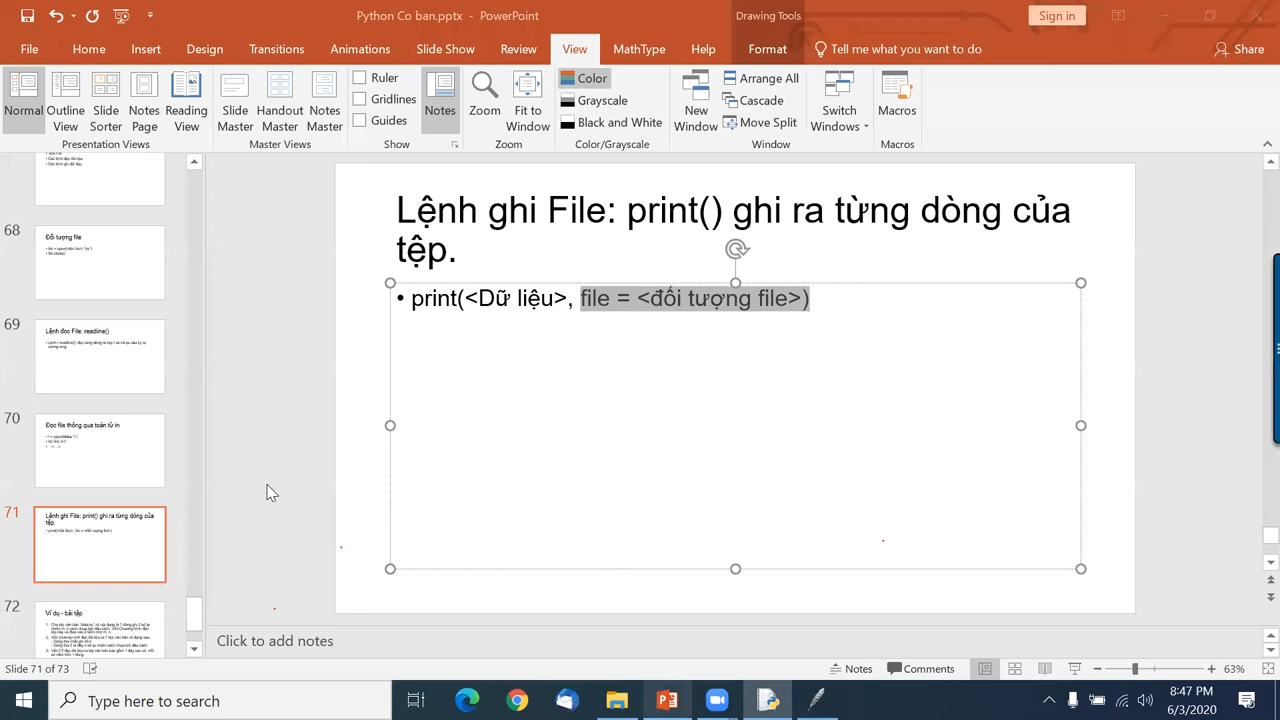 Python Co ban.pptx - PowerPoint
Drawing Tools
Sign in
File Home Insert Design Transitions Animations Slide Show Review View MathType Help Format Tell me what you want to do Share
Normal
Outline View
Slide Sorter
Notes Page
Reading View
Presentation Views
Slide Master
Handout Master
Notes Master
Master Views
Ruler
Gridlines
Guides
Show
Notes
Zoom
Fit to Window
Zoom
Color
Grayscale
Black and White
Color/Grayscale
New Window
Arrange All
Cascade
Move Split
Switch Windows
Window
Macros
Macros
68
Đối tượng file
69
Lệnh đọc File: readline()
70
Đọc file thông qua toán tử in
71
Lệnh ghi File: print() ghi ra từng dòng của
tệp.
• print(<Dữ liệu>, file = <đối tượng file>)
72
Ví dụ - bài tập
Lệnh ghi File: print() ghi ra từng dòng của
tệp.
• print(<Dữ liệu>, file = <đối tượng file>)
Click to add notes
Slide 71 of 73
Notes
Comments
63%
Type here to search
8:47 PM
6/3/2020